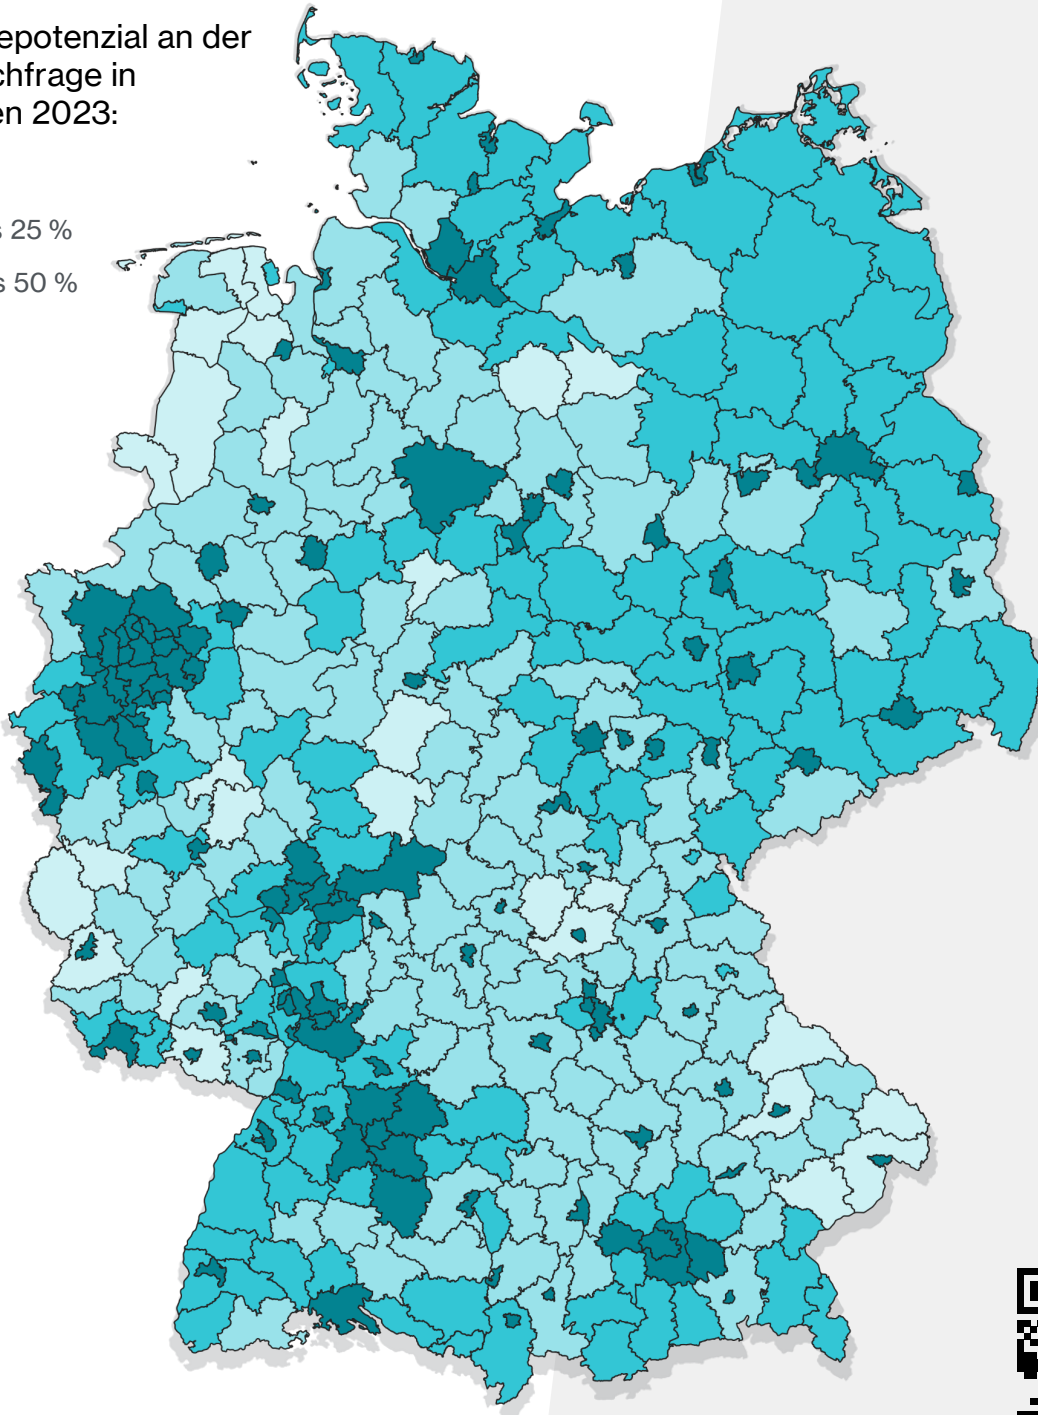 epotenzial an der
chfrage in
en 2023:
s 25 %
s 50 %